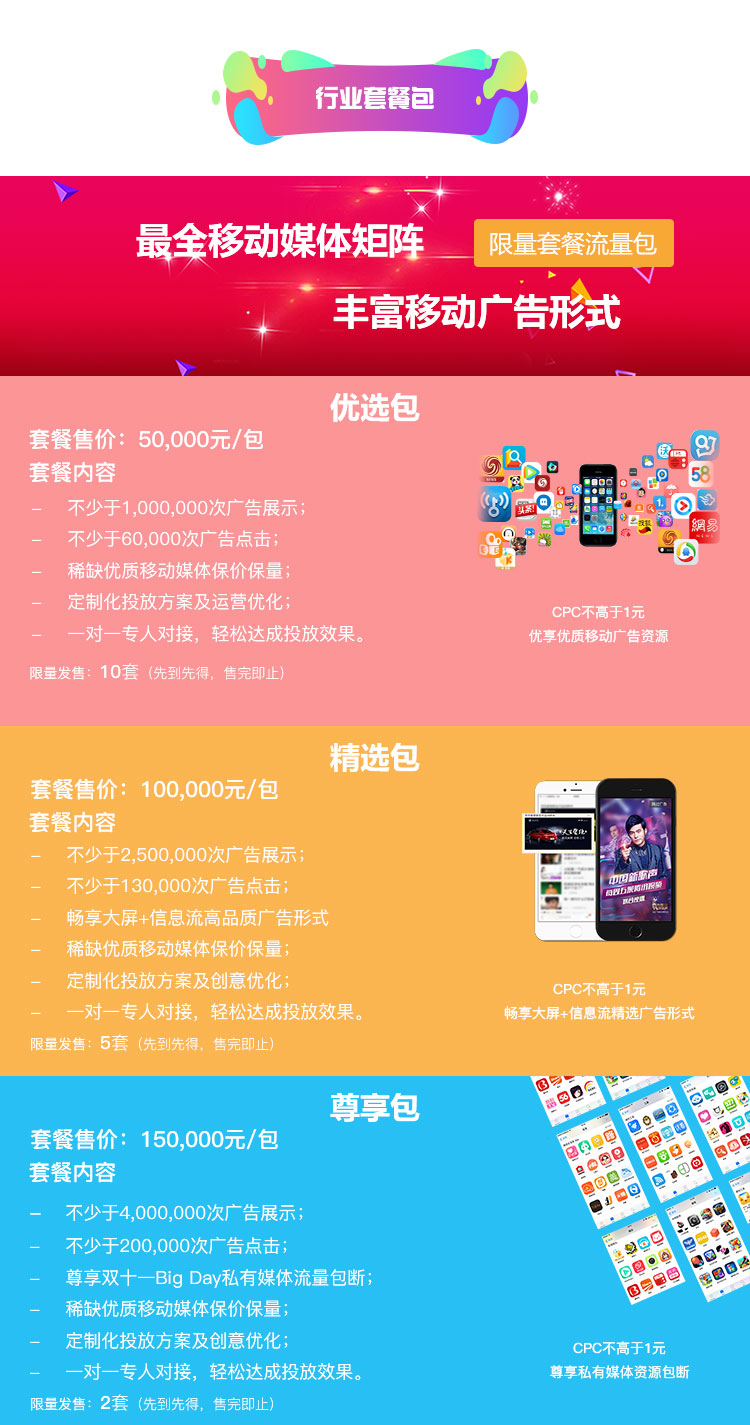 行业套餐包
最全移动媒体矩阵
限量套餐流量包
丰富移动广告形式
优选包
套餐售价：50,000元/包
套餐内容
– 不少于1,000,000次广告展示；
– 不少于60,000次广告点击；
– 稀缺优质移动媒体保价保量；
– 定制化投放方案及运营优化；
– 一对一专人对接，轻松达成投放效果。
限量发售：10套（先到先得，售完即止）
头条
沃
58
搜狐
網易
NEWS
CPC不高于1元
优享优质移动广告资源
精选包
套餐售价：100,000元/包
套餐内容
– 不少于2,500,000次广告展示；
– 不少于130,000次广告点击；
– 畅享大屏+信息流高品质广告形式
– 稀缺优质移动媒体保价保量；
– 定制化投放方案及创意优化；
– 一对一专人对接，轻松达成投放效果。
限量发售：5套（先到先得，售完即止）
中国新歌声
CPC不高于1元
畅享大屏+信息流精选广告形式
尊享包
套餐售价：150,000元/包
套餐内容
– 不少于4,000,000次广告展示；
– 不少于200,000次广告点击；
– 尊享双十一Big Day私有媒体流量包断；
– 稀缺优质移动媒体保价保量；
– 定制化投放方案及创意优化；
– 一对一专人对接，轻松达成投放效果。
限量发售：2套（先到先得，售完即止）
CPC不高于1元
尊享私有媒体资源包断